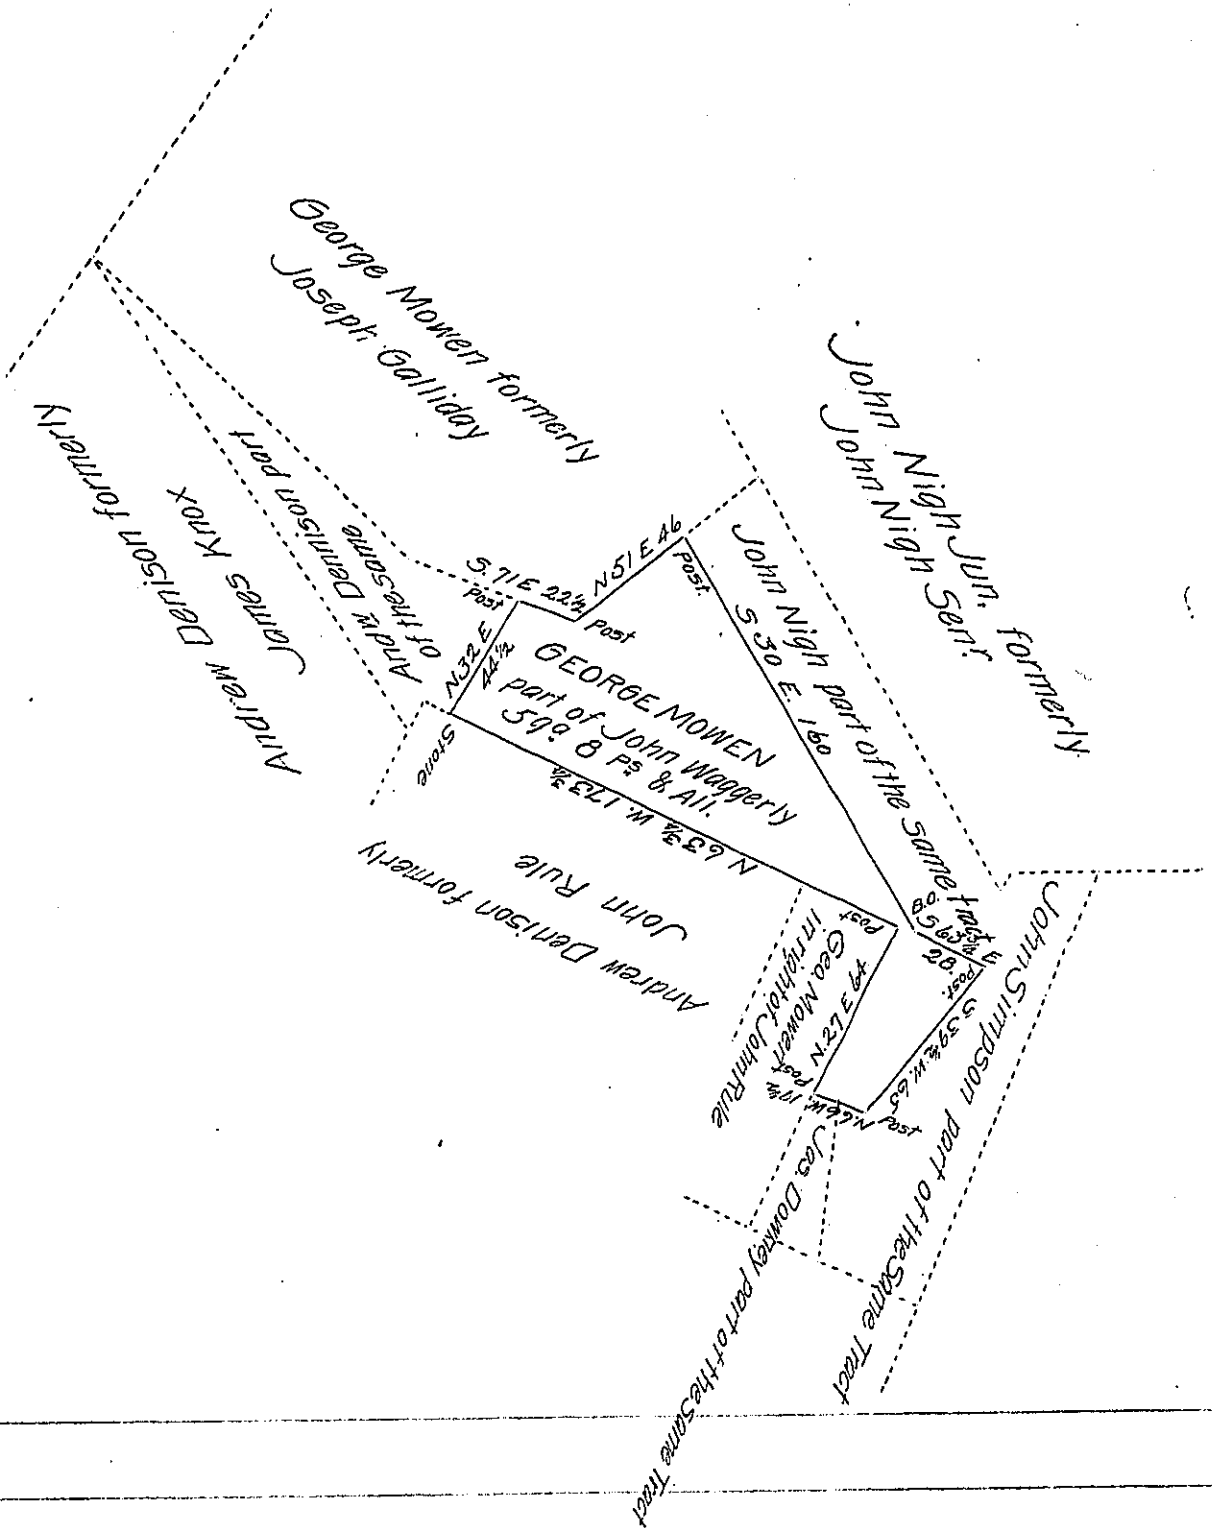 George Mowen formerly
Joseph Galliday
John Nigh Jun. formerly
John Nigh Senr.
Andrew Denison formerly
James Knox
Andw. Dennison part
of the same
S. 71 E 22½
Post
N 51 E 46
Post
Post.
John Nigh part of the same tract
S 30 E. 160
N 32 E
44½
GEORGE MOWEN
part of John Waggerly
59a 8 Ps & All.
Stone
N 63¾ W. 173¾
Andrew Denison formerly
John Rule
B.O.
E
28.
Post.
S 39½ W. 65
Post
N. 66 W. 17½
Post
N. 27 E 49
Post
Geo. Mowen
in right of John Rule
John Simpson part of the Same Tract
Jas. Downey part of the Same Tract